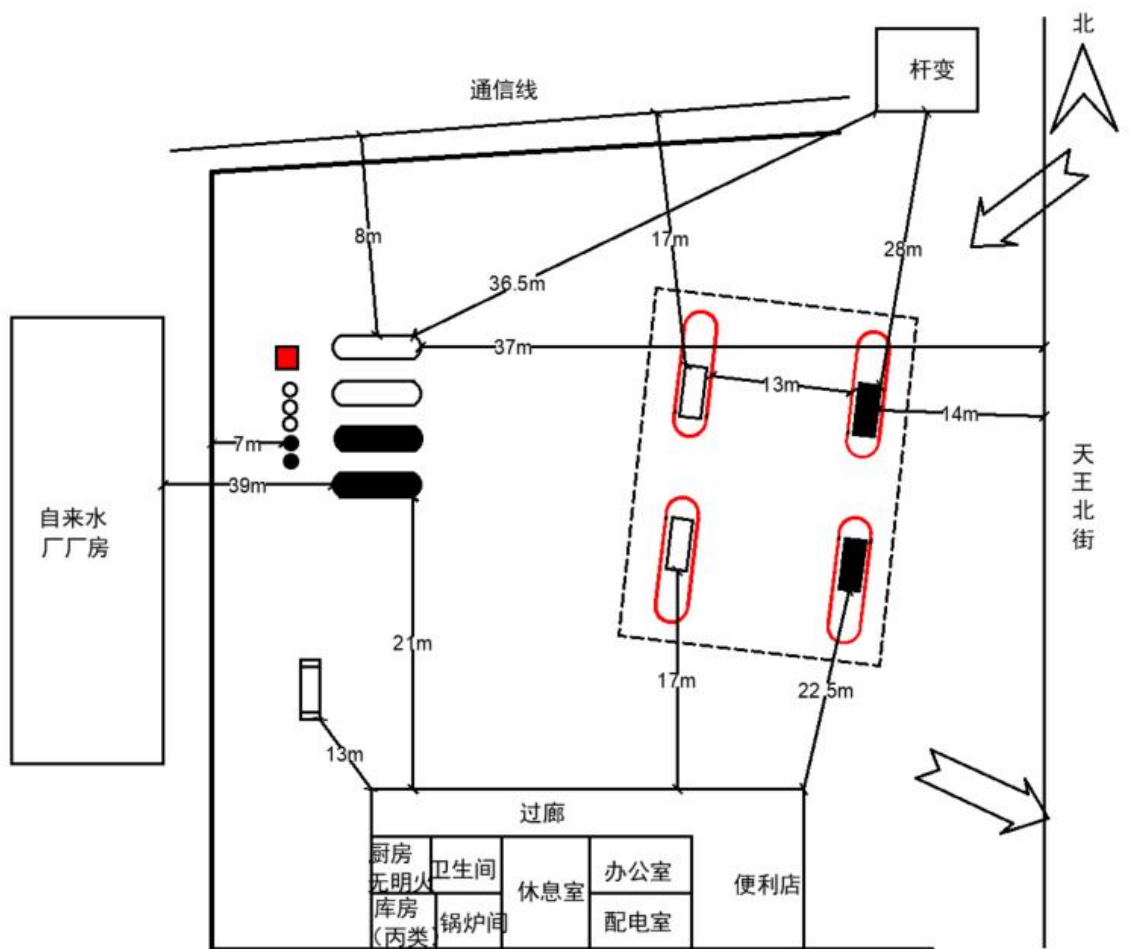 北
杆变
通信线
8m
17m
28m
36.5m
37m
13m
14m
7m
39m
天
王
北
街
自来水
厂厂房
21m
17m
22.5m
13m
过廊
厨房
无明火
卫生间
休息室
办公室
便利店
库房
（丙类）
锅炉间
配电室